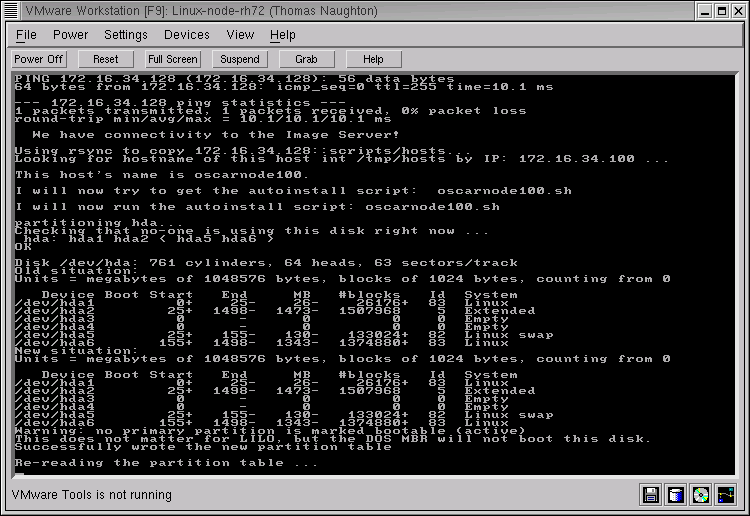 VMware Workstation [F9]: Linux-node-rh72 (Thomas Naughton)
File Power Settings Devices View Help
Power Off Reset Full Screen Suspend Grab Help
PING 172.16.34.128 (172.16.34.128): 56 data bytes
64 bytes from 172.16.34.128: icmp_seq=0 ttl=255 time=10.1 ms
--- 172.16.34.128 ping statistics ---
1 packets transmitted, 1 packets received, 0% packet loss
round-trip min/avg/max = 10.1/10.1/10.1 ms
We have connectivity to the Image Server!
Using rsync to copy 172.16.34.128::scripts/hosts...
Looking for hostname of this host int /tmp/hosts by IP: 172.16.34.100 ...
This host's name is oscarnode100.
I will now try to get the autoinstall script: oscarnode100.sh
I will now run the autoinstall script: oscarnode100.sh
partitioning hda...
Checking that no-one is using this disk right now ...
hda: hda1 hda2 < hda5 hda6 >
OK
Disk /dev/hda: 761 cylinders, 64 heads, 63 sectors/track
Old situation:
Units = megabytes of 1048576 bytes, blocks of 1024 bytes, counting from 0
Device Boot Start End MB #blocks Id System
/dev/hda1 0+ 25- 26- 26176+ 83 Linux
/dev/hda2 25+ 1498- 1473- 1507968 5 Extended
/dev/hda3 0 - 0 0 0 Empty
/dev/hda4 0 - 0 0 0 Empty
/dev/hda5 25+ 155- 130- 133024+ 82 Linux swap
/dev/hda6 155+ 1498- 1343- 1374880+ 83 Linux
New situation:
Units = megabytes of 1048576 bytes, blocks of 1024 bytes, counting from 0
Device Boot Start End MB #blocks Id System
/dev/hda1 0+ 25- 26- 26176+ 83 Linux
/dev/hda2 25+ 1498- 1473- 1507968 5 Extended
/dev/hda3 0 - 0 0 0 Empty
/dev/hda4 0 - 0 0 0 Empty
/dev/hda5 25+ 155- 130- 133024+ 82 Linux swap
/dev/hda6 155+ 1498- 1343- 1374880+ 83 Linux
Warning: no primary partition is marked bootable (active)
This does not matter for LILO, but the DOS MBR will not boot this disk.
Successfully wrote the new partition table
Re-reading the partition table ...
VMware Tools is not running